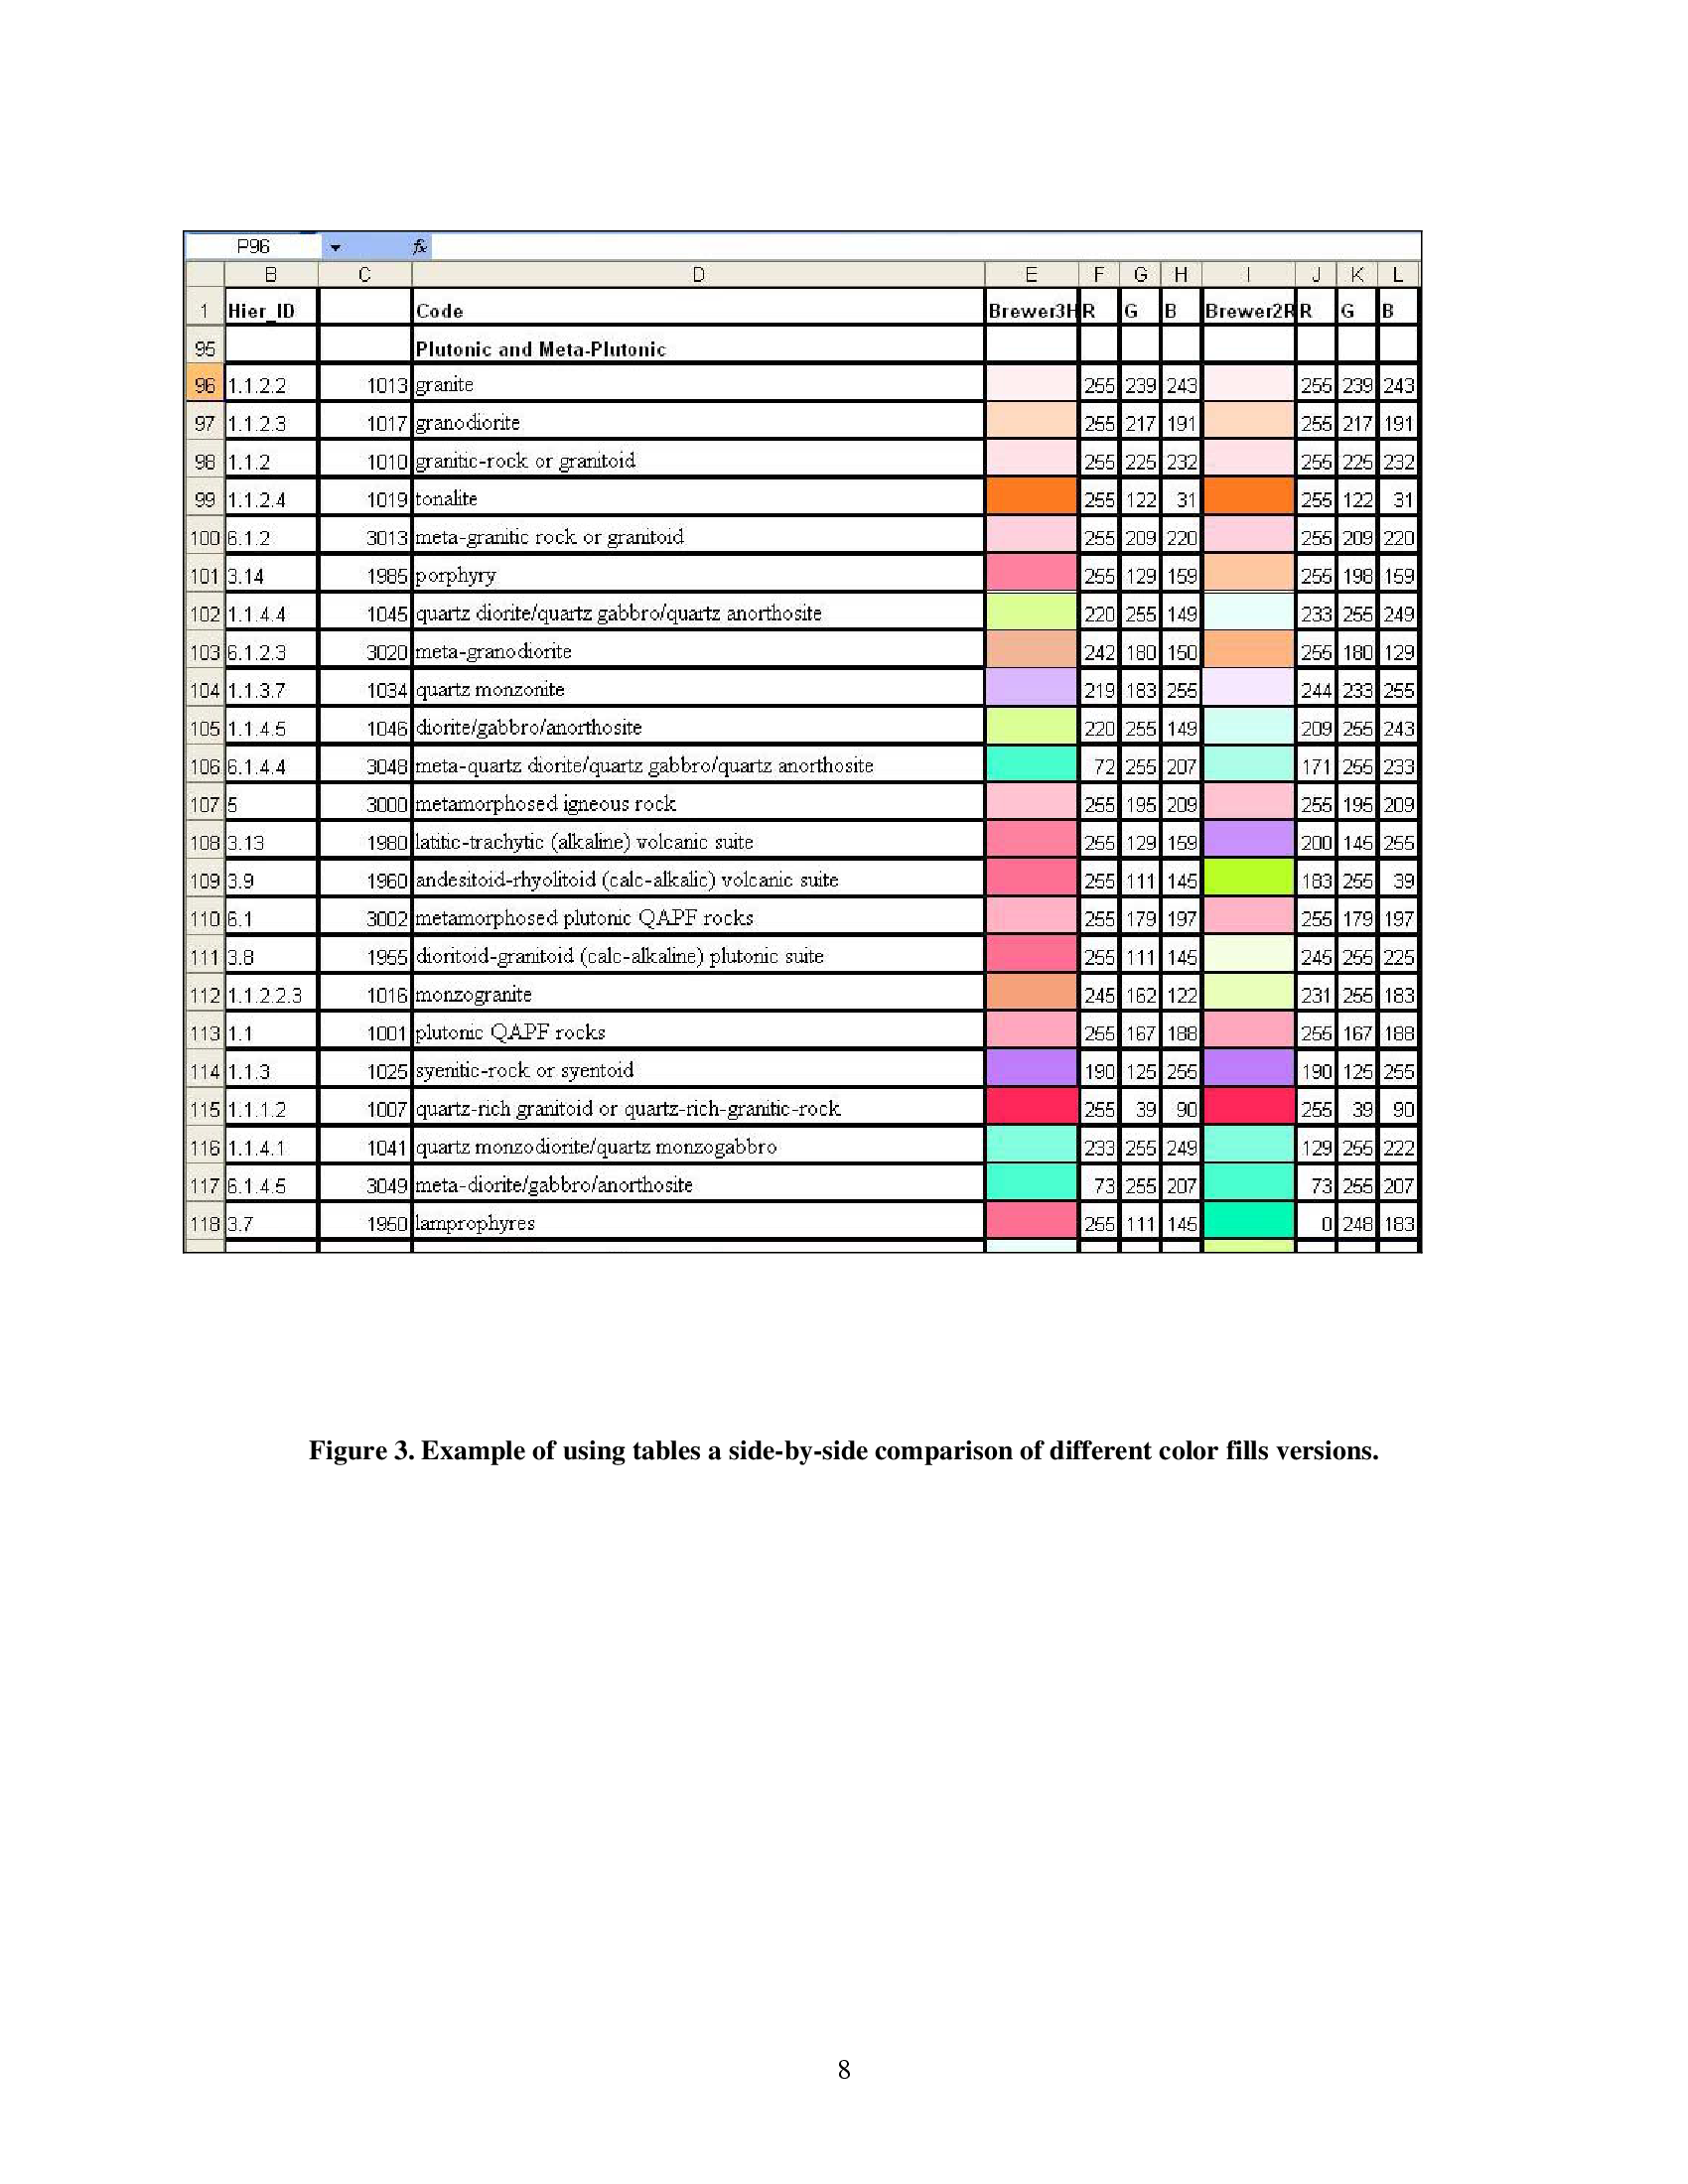 P96 fx
B C D E F G H I J K L
1 Hier_ID Code Brewer3H R G B Brewer2R R G B
95 Plutonic and Meta-Plutonic
96 1.1.2.2 1013 granite 255 239 243 255 239 243
97 1.1.2.3 1017 granodiorite 255 217 191 255 217 191
98 1.1.2 1010 granitic-rock or granitoid 255 225 232 255 225 232
99 1.1.2.4 1019 tonalite 255 122 31 255 122 31
100 6.1.2 3013 meta-granitic rock or granitoid 255 209 220 255 209 220
101 3.14 1985 porphyry 255 129 159 255 198 159
102 1.1.4.4 1045 quartz diorite/quartz gabbro/quartz anorthosite 220 255 149 233 255 249
103 6.1.2.3 3020 meta-granodiorite 242 180 150 255 180 129
104 1.1.3.7 1034 quartz monzonite 219 183 255 244 233 255
105 1.1.4.5 1046 diorite/gabbro/anorthosite 220 255 149 209 255 243
106 6.1.4.4 3048 meta-quartz diorite/quartz gabbro/quartz anorthosite 72 255 207 171 255 233
107 5 3000 metamorphosed igneous rock 255 195 209 255 195 209
108 3.13 1980 latitic-trachytic (alkaline) volcanic suite 255 129 159 200 145 255
109 3.9 1960 andesitoid-rhyolitoid (calc-alkalic) volcanic suite 255 111 145 183 255 39
110 6.1 3002 metamorphosed plutonic QAPF rocks 255 179 197 255 179 197
111 3.8 1955 dioritoid-granitoid (calc-alkaline) plutonic suite 255 111 145 245 255 225
112 1.1.2.2.3 1016 monzogranite 245 162 122 231 255 183
113 1.1 1001 plutonic QAPF rocks 255 167 188 255 167 188
114 1.1.3 1025 syenitic-rock or syentoid 190 125 255 190 125 255
115 1.1.1.2 1007 quartz-rich granitoid or quartz-rich-granitic-rock 255 39 90 255 39 90
116 1.1.4.1 1041 quartz monzodiorite/quartz monzogabbro 233 255 249 129 255 222
117 6.1.4.5 3049 meta-diorite/gabbro/anorthosite 73 255 207 73 255 207
118 3.7 1950 lamprophyres 255 111 145 0 248 183
Figure 3. Example of using tables a side-by-side comparison of different color fills versions.
8